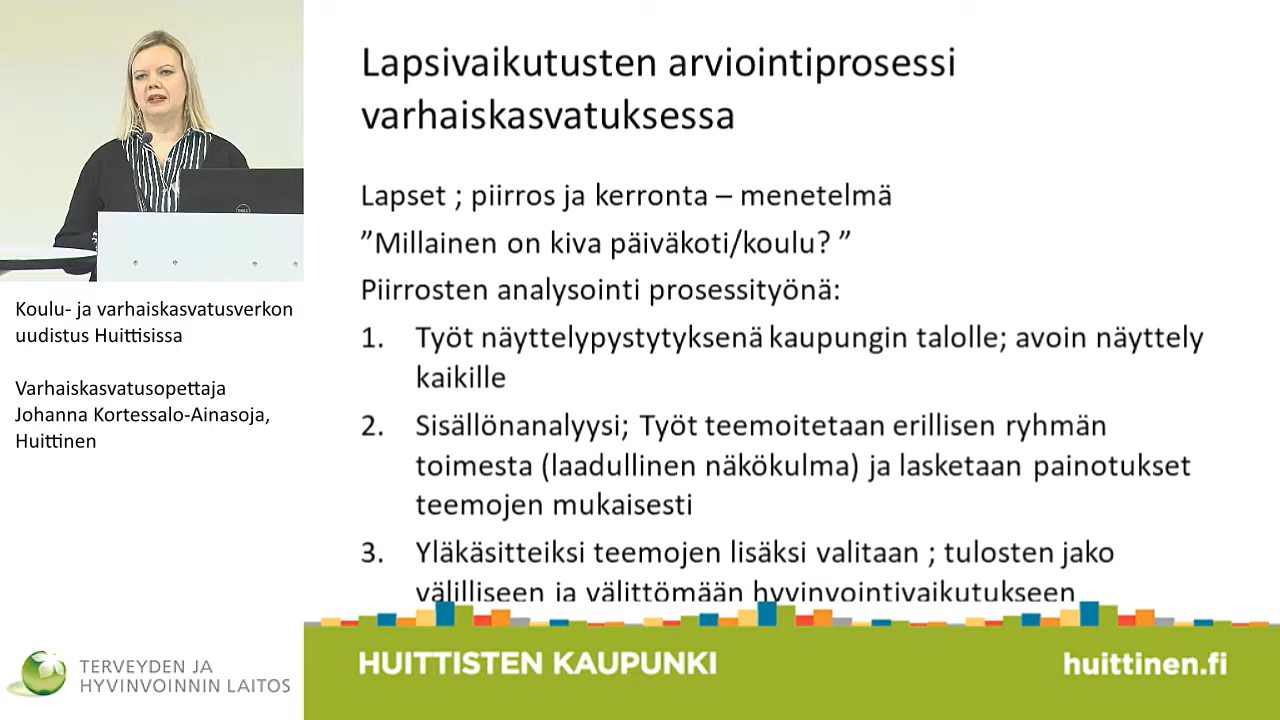 Lapsivaikutusten arviointiprosessi
varhaiskasvatuksessa
Lapset ; piirros ja kerronta – menetelmä
”Millainen on kiva päiväkoti/koulu? ”
Piirrosten analysointi prosessityönä:
1. Työt näyttelypystytyksenä kaupungin talolle; avoin näyttely
kaikille
2. Sisällönanalyysi; Työt teemoitetaan erillisen ryhmän
toimesta (laadullinen näkökulma) ja lasketaan painotukset
teemojen mukaisesti
3. Yläkäsitteiksi teemojen lisäksi valitaan ; tulosten jako
välilliseen ja välittömään hyvinvointivaikutukseen
Koulu- ja varhaiskasvatusverkon
uudistus Huittisissa
Varhaiskasvatusopettaja
Johanna Kortessalo-Ainasoja,
Huittinen
TERVEYDEN JA
HYVINVOINNIN LAITOS
HUITTISTEN KAUPUNKI
huittinen.fi
DELL